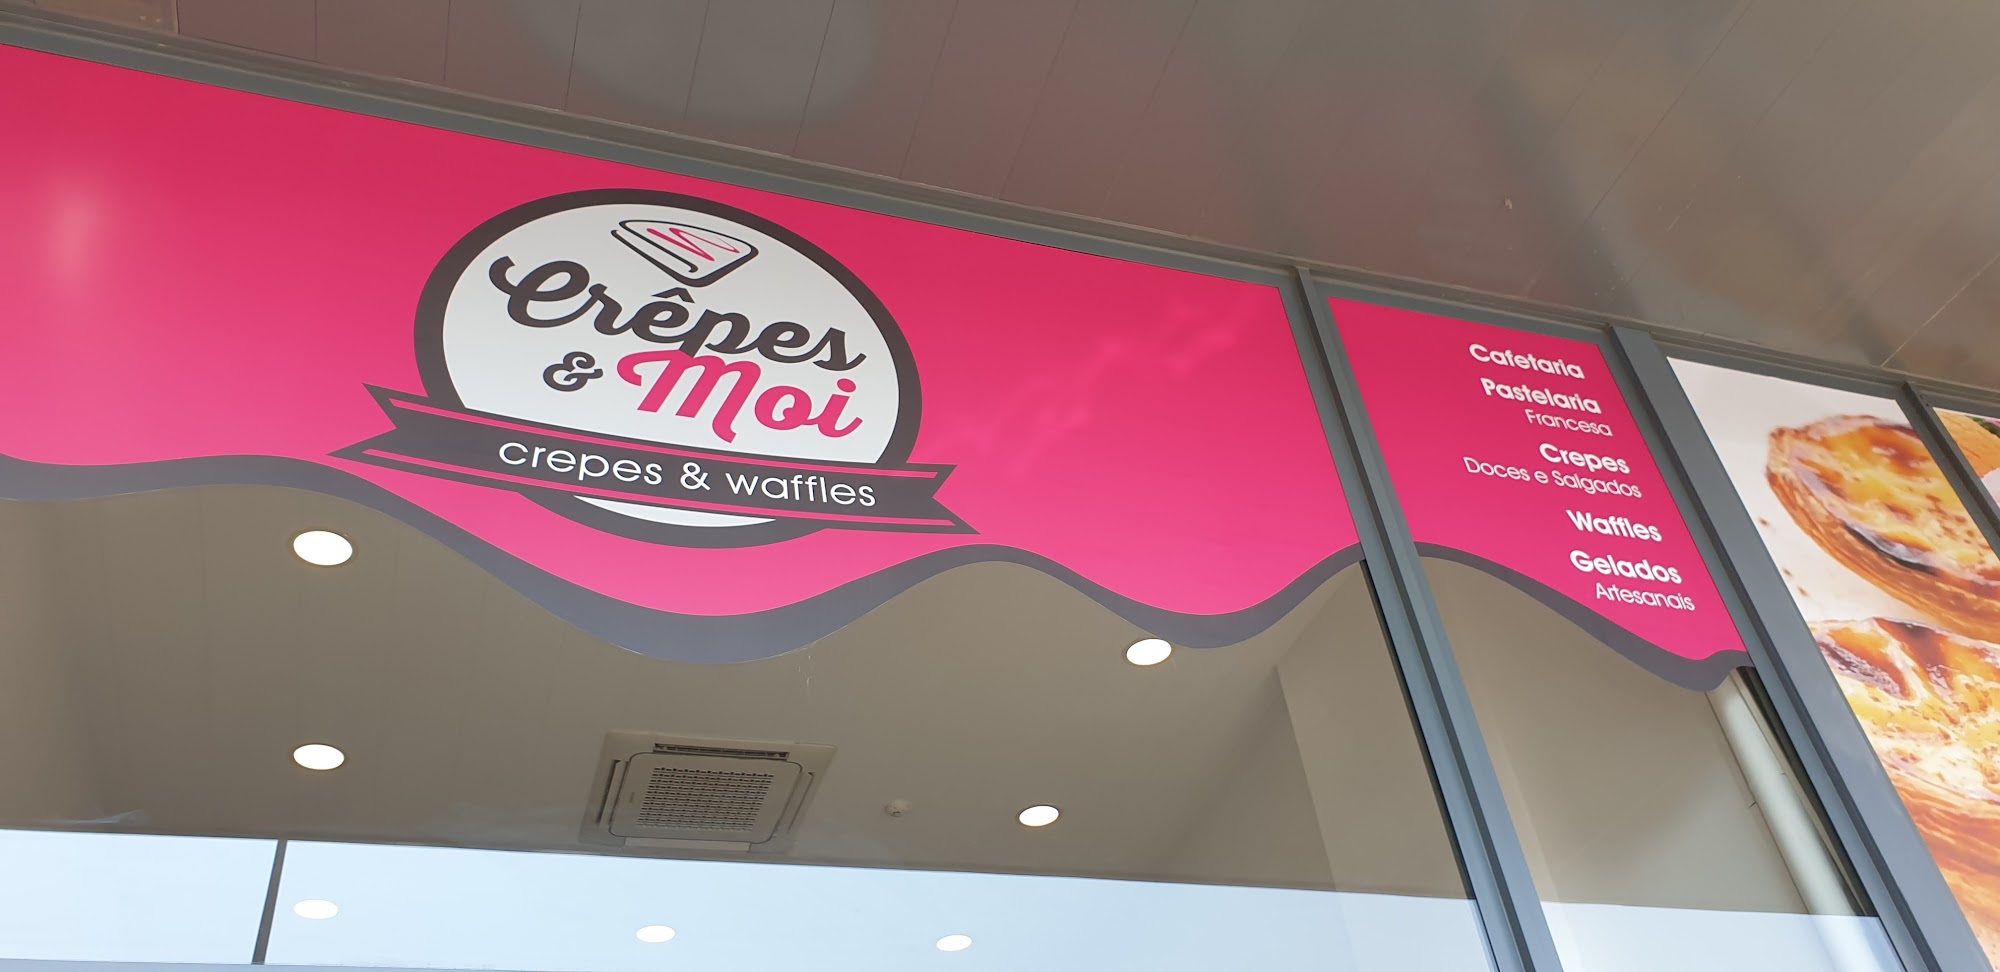 Crêpes
& Moi
crepes & waffles
Cafetaria
Pastelaria
Francesa
Crepes
Doces e Salgados
Waffles
Gelados
Artesanais